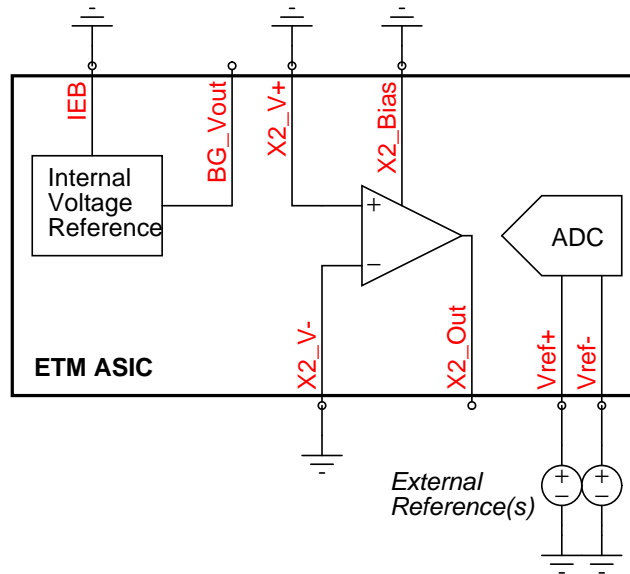 IEB
BG_Vout
X2_V+
X2_Bias
Internal
Voltage
Reference
+
−
ADC
X2_V-
X2_Out
Vref+
Vref-
ETM ASIC
External
Reference(s)
+
−
+
−